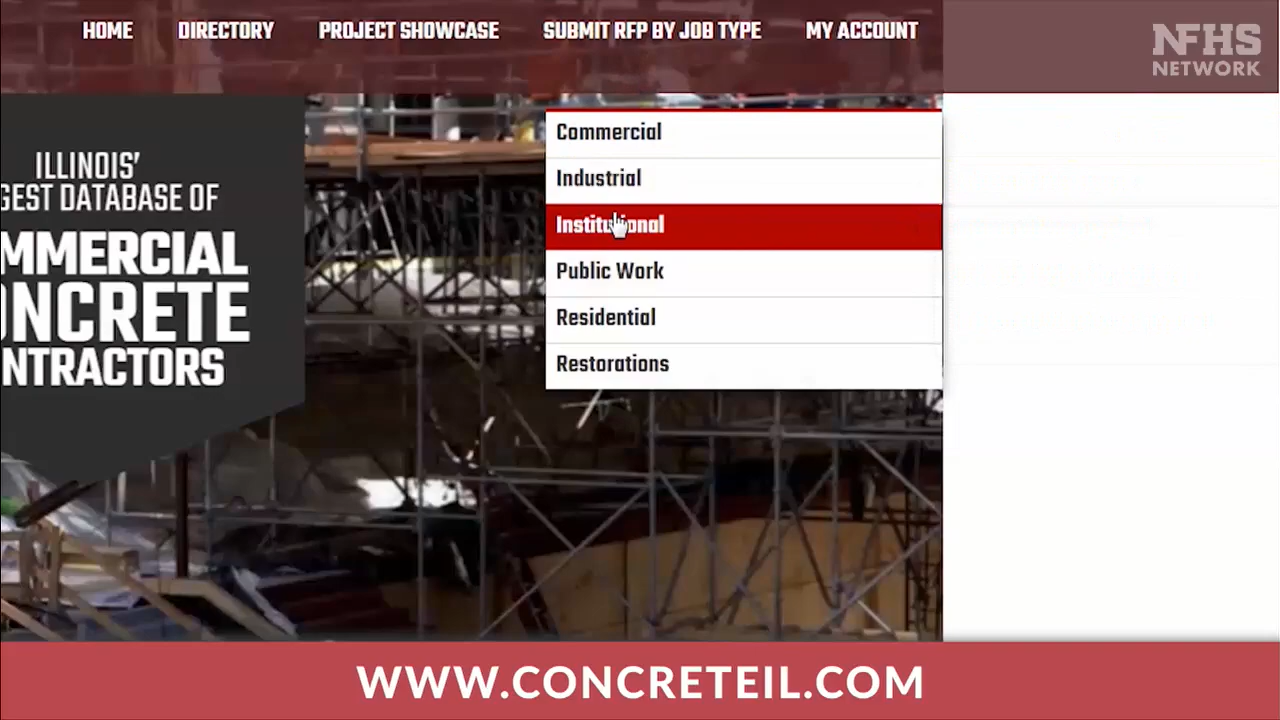 HOME DIRECTORY PROJECT SHOWCASE SUBMIT RFP BY JOB TYPE MY ACCOUNT
NFHS
NETWORK
ILLINOIS'
GEST DATABASE OF
MMERCIAL
ONCRETE
NTRACTORS
Commercial
Industrial
Institutional
Public Work
Residential
Restorations
WWW.CONCRETEIL.COM